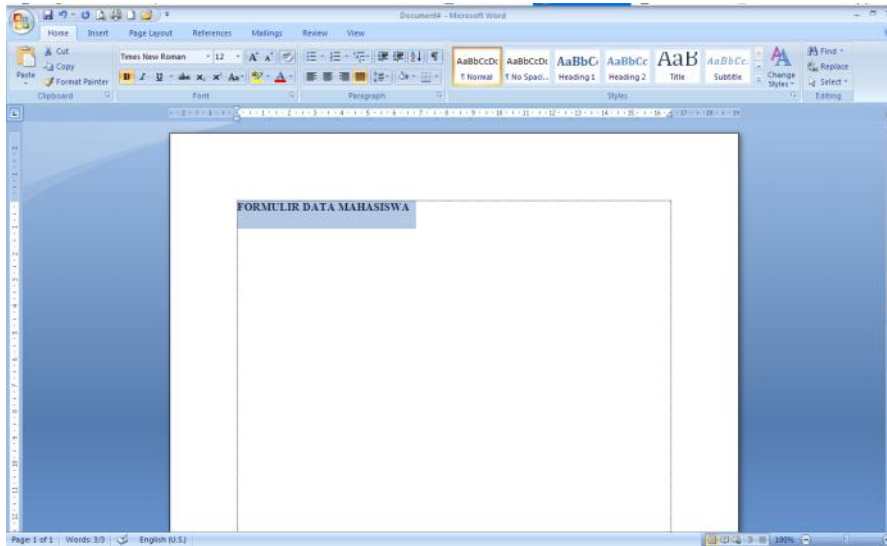 Document4 - Microsoft Word
Home Insert Page Layout References Mailings Review View
Paste
Cut
Copy
Format Painter
Clipboard
Times New Roman 12
Font
Paragraph
AaBbCcDc AaBbCcDc AaBbC AaBbCc AaB AaBbCc.
¶ Normal ¶ No Spaci... Heading 1 Heading 2 Title Subtitle
Change Styles
Styles
Find
Replace
Select
Editing
FORMULIR DATA MAHASISWA
Page: 1 of 1 Words: 3/3 English (U.S.) 100%